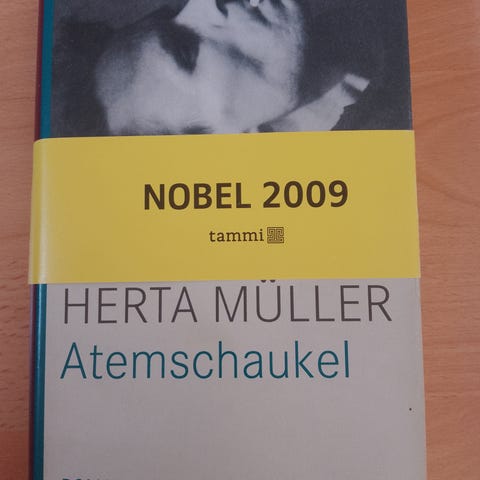 NOBEL 2009
tammi
HERTA MÜLLER
Atemschaukel